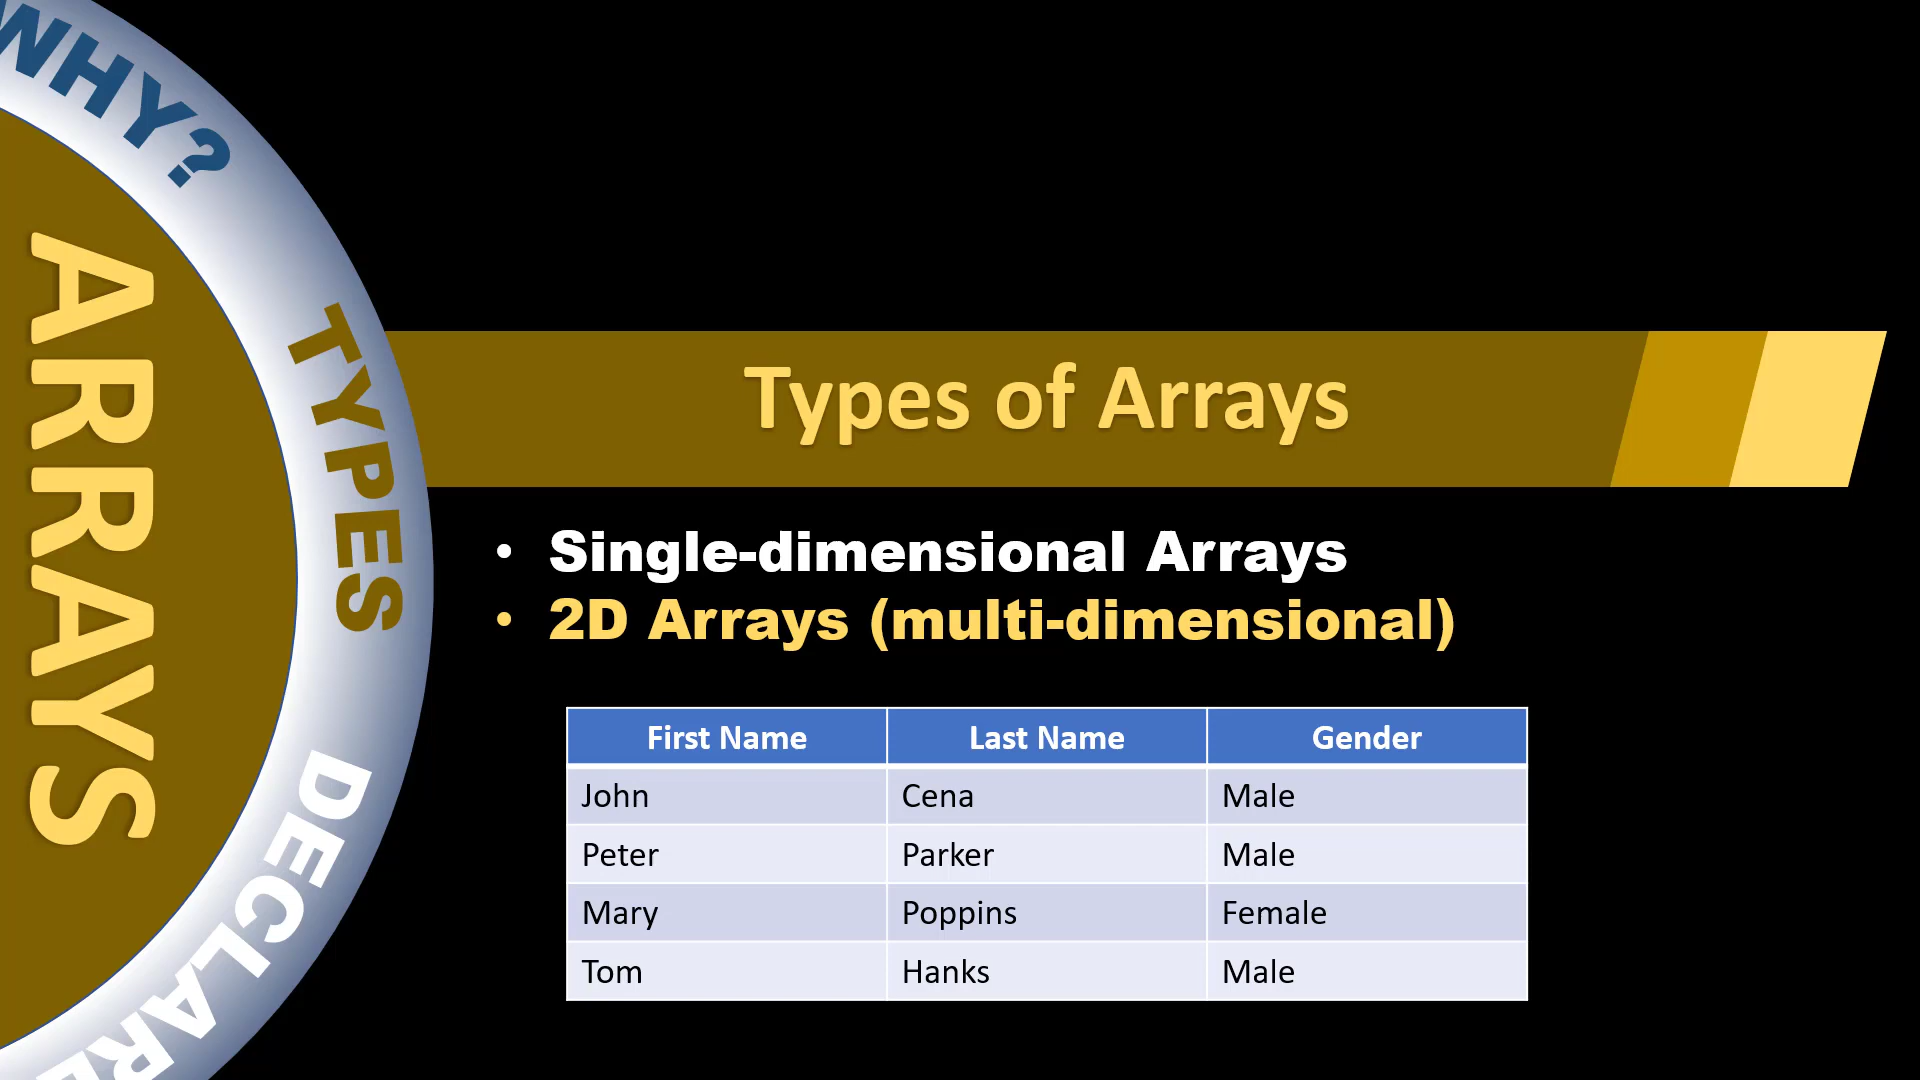 WHY?
TYPES
DECLARE
ARRAYS
Types of Arrays
• Single-dimensional Arrays
• 2D Arrays (multi-dimensional)
First Name Last Name Gender
John Cena Male
Peter Parker Male
Mary Poppins Female
Tom Hanks Male